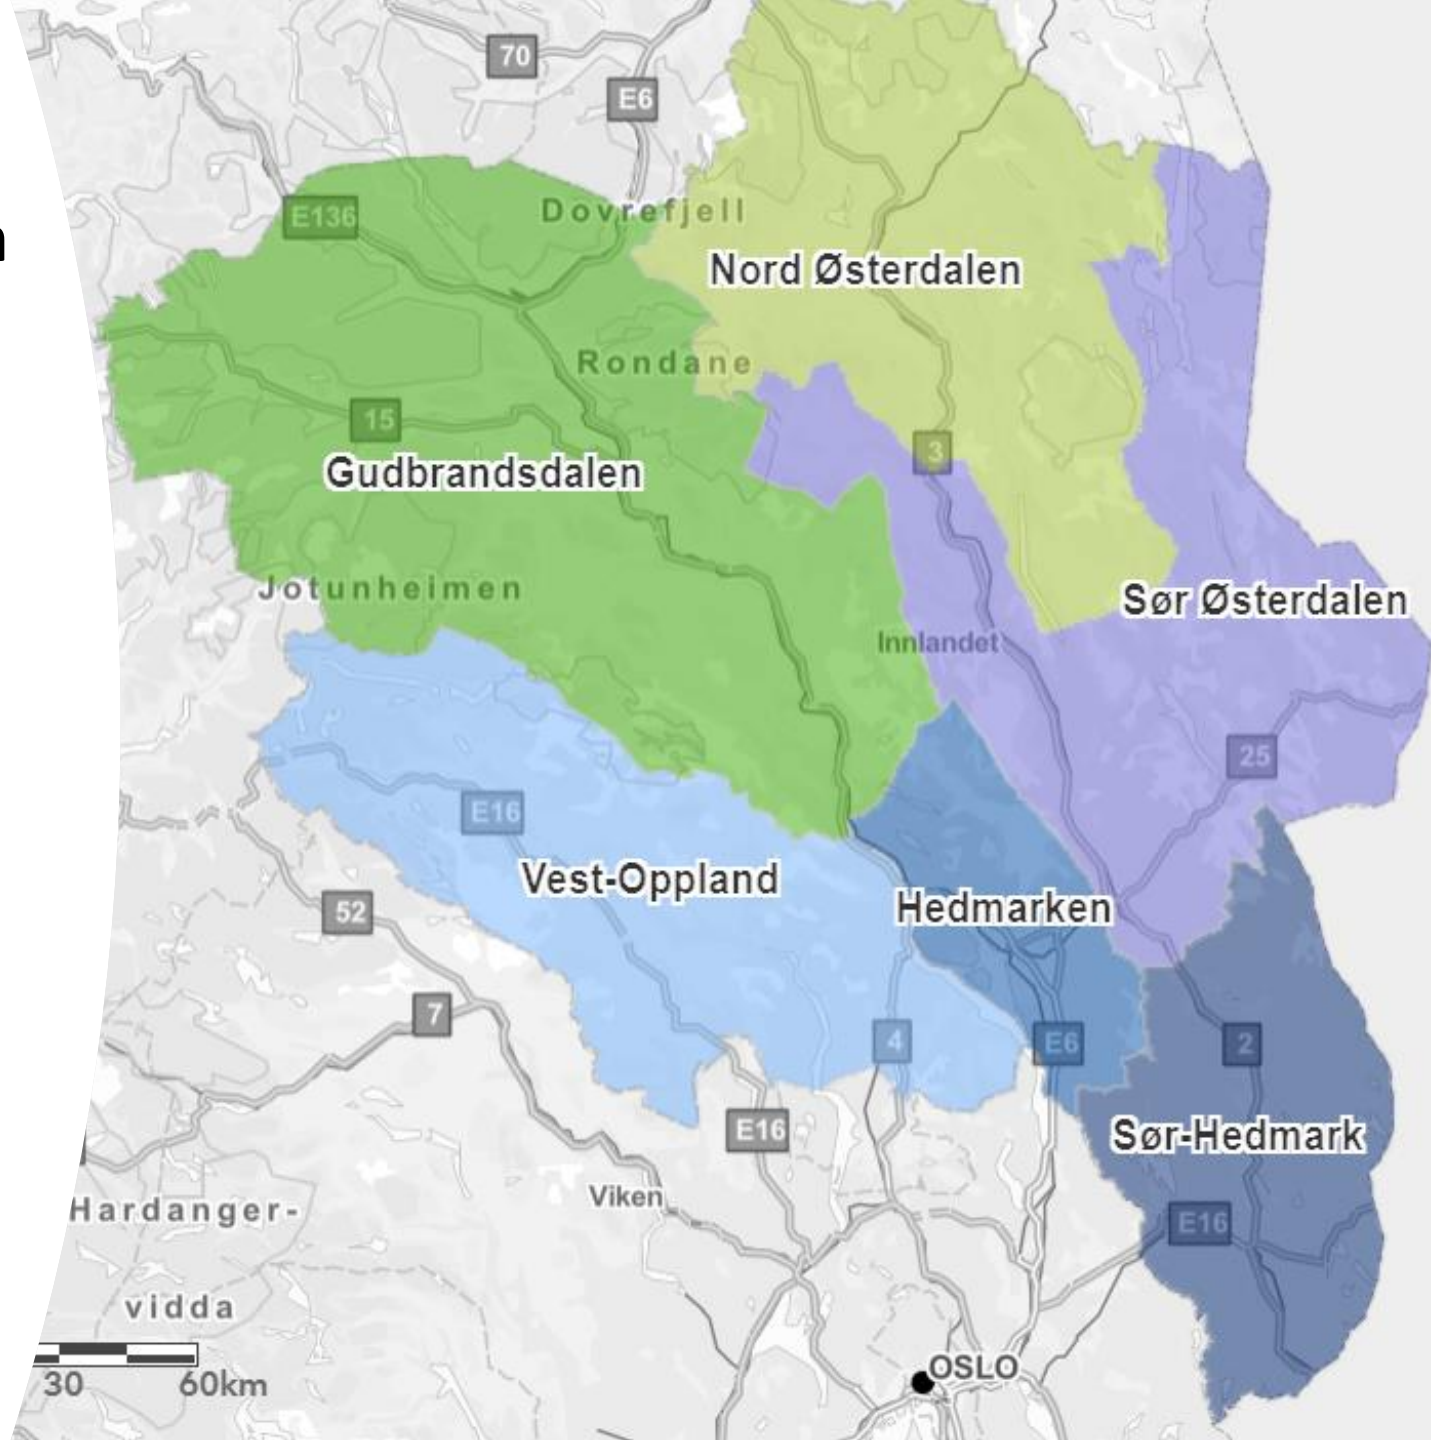 70
E6
E136
Dovrefjell
Nord Østerdalen
Rondane
15
3
Gudbrandsdalen
Jotunheimen
Sør Østerdalen
Innlandet
25
E16
Vest-Oppland
52
Hedmarken
7
4
E6
2
E16
Sør-Hedmark
Viken
Hardanger-
vidda
E16
OSLO
30 60km